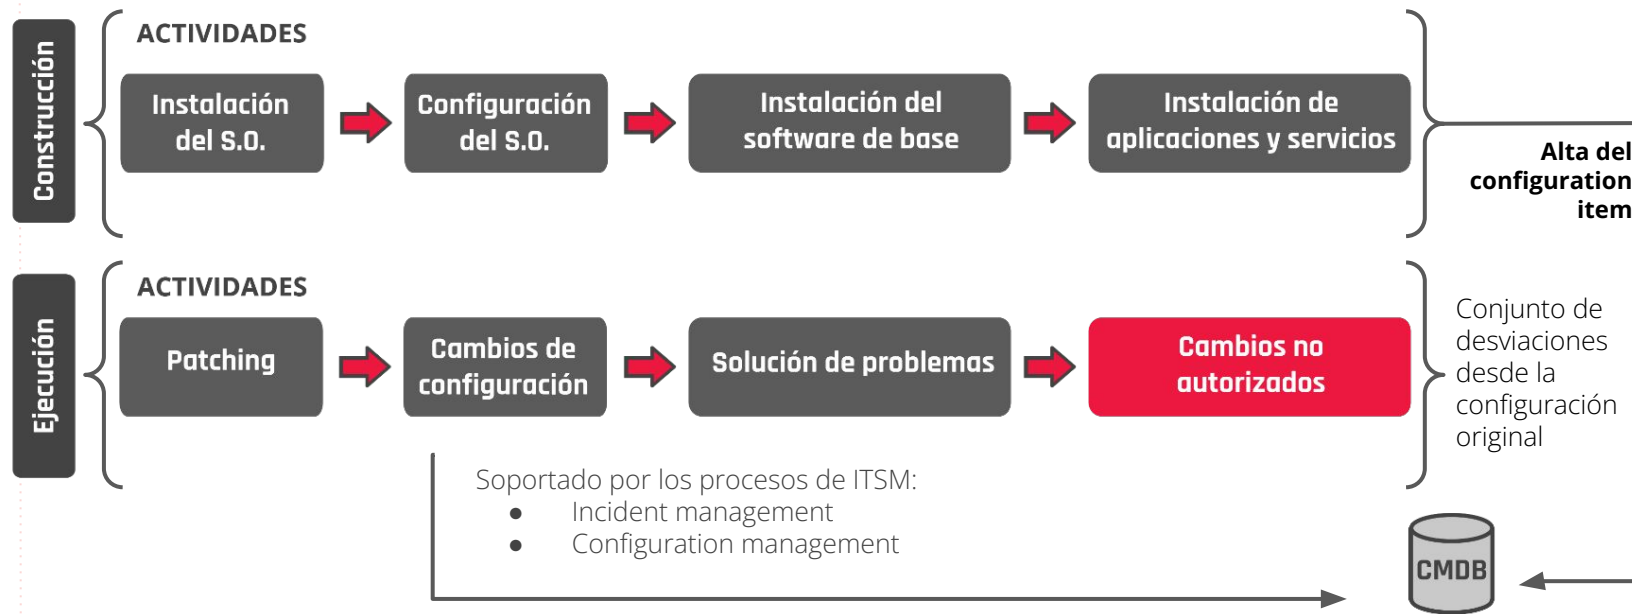 Construcción
ACTIVIDADES
Instalación
del S.O.
Configuración
del S.O.
Instalación del
software de base
Instalación de
aplicaciones y servicios
Alta del
configuration
item
Ejecución
ACTIVIDADES
Patching
Cambios de
configuración
Solución de problemas
Cambios no
autorizados
Conjunto de
desviaciones
desde la
configuración
original
Soportado por los procesos de ITSM:
● Incident management
● Configuration management
CMDB